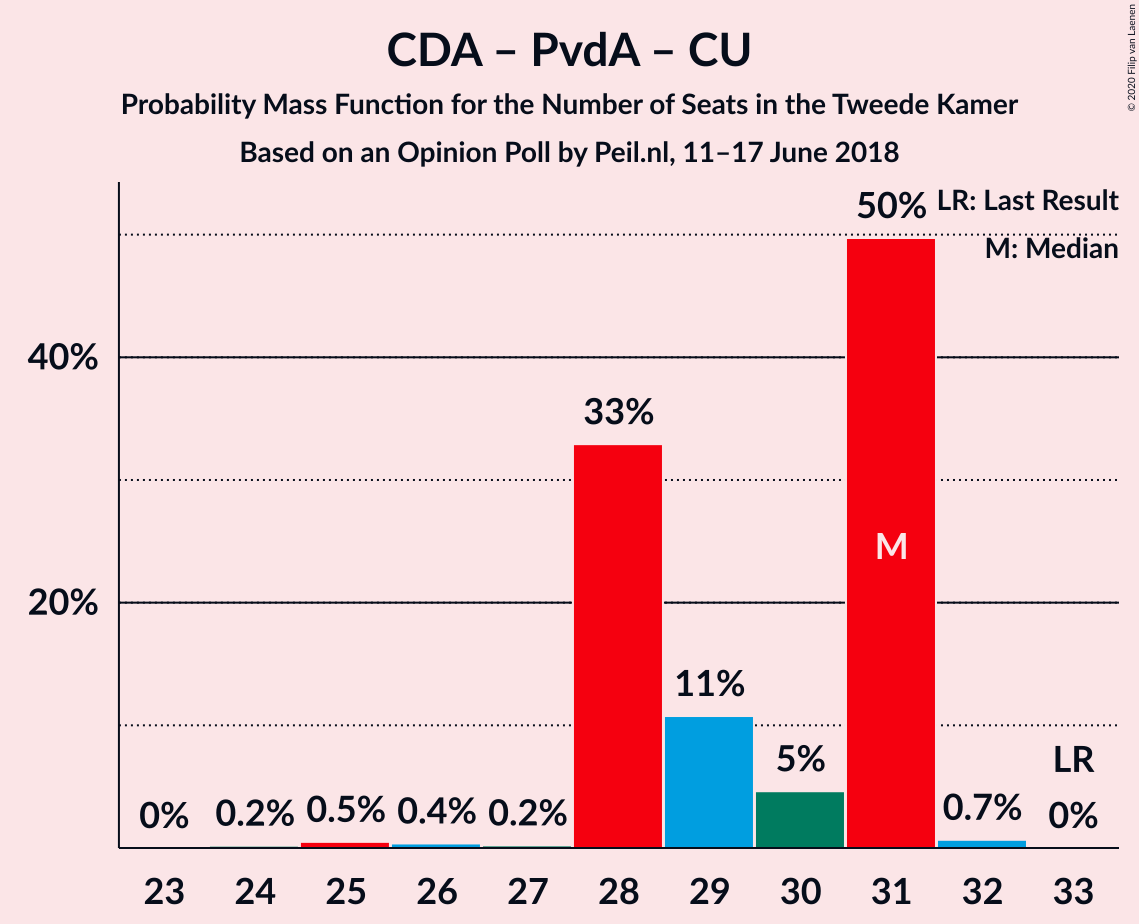 CDA – PvdA – CU
Probability Mass Function for the Number of Seats in the Tweede Kamer
Based on an Opinion Poll by Peil.nl, 11–17 June 2018
© 2020 Filip van Laenen
LR: Last Result
M: Median
50%
40%
33%
M
20%
11%
5%
LR
0% 0.2% 0.5% 0.4% 0.2% 0.7% 0%
23 24 25 26 27 28 29 30 31 32 33